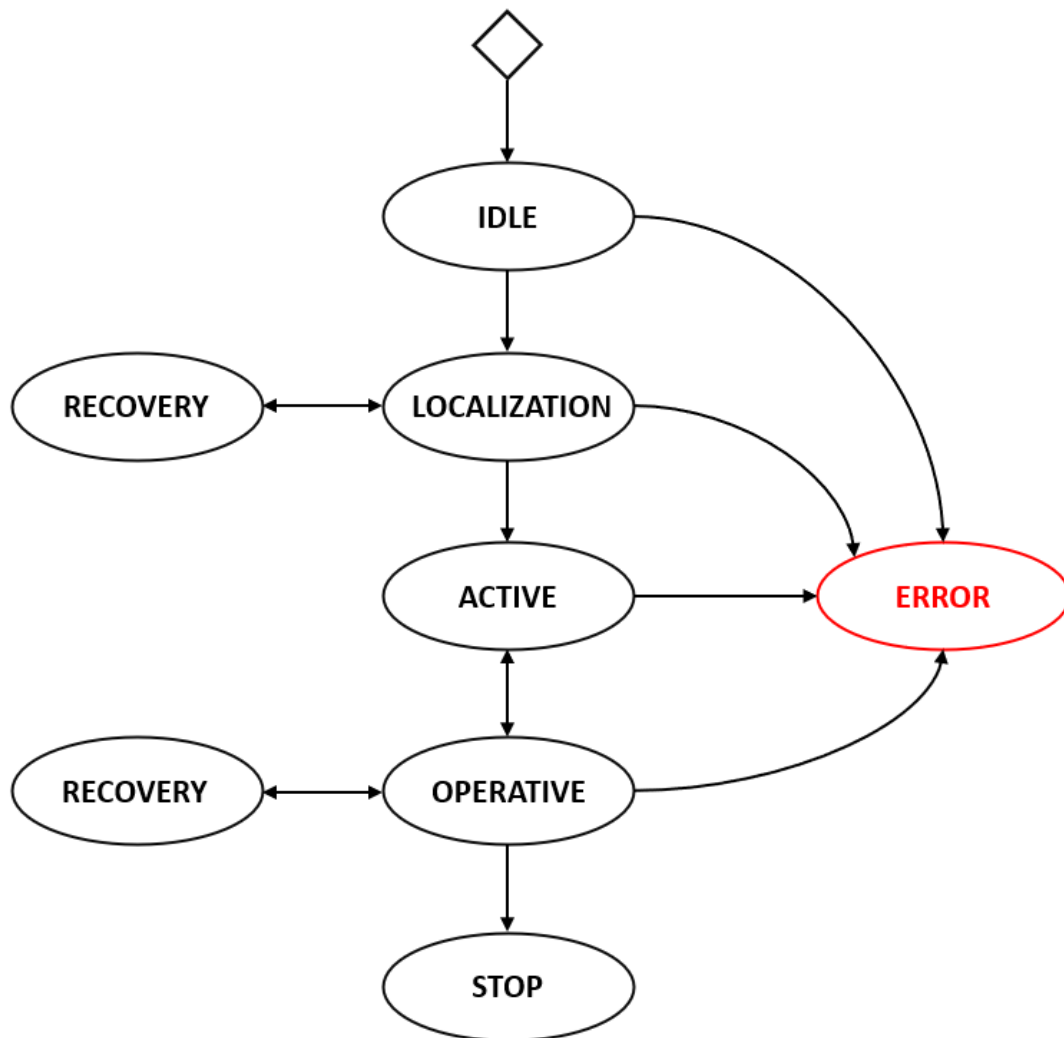 IDLE
RECOVERY
LOCALIZATION
ACTIVE
ERROR
RECOVERY
OPERATIVE
STOP